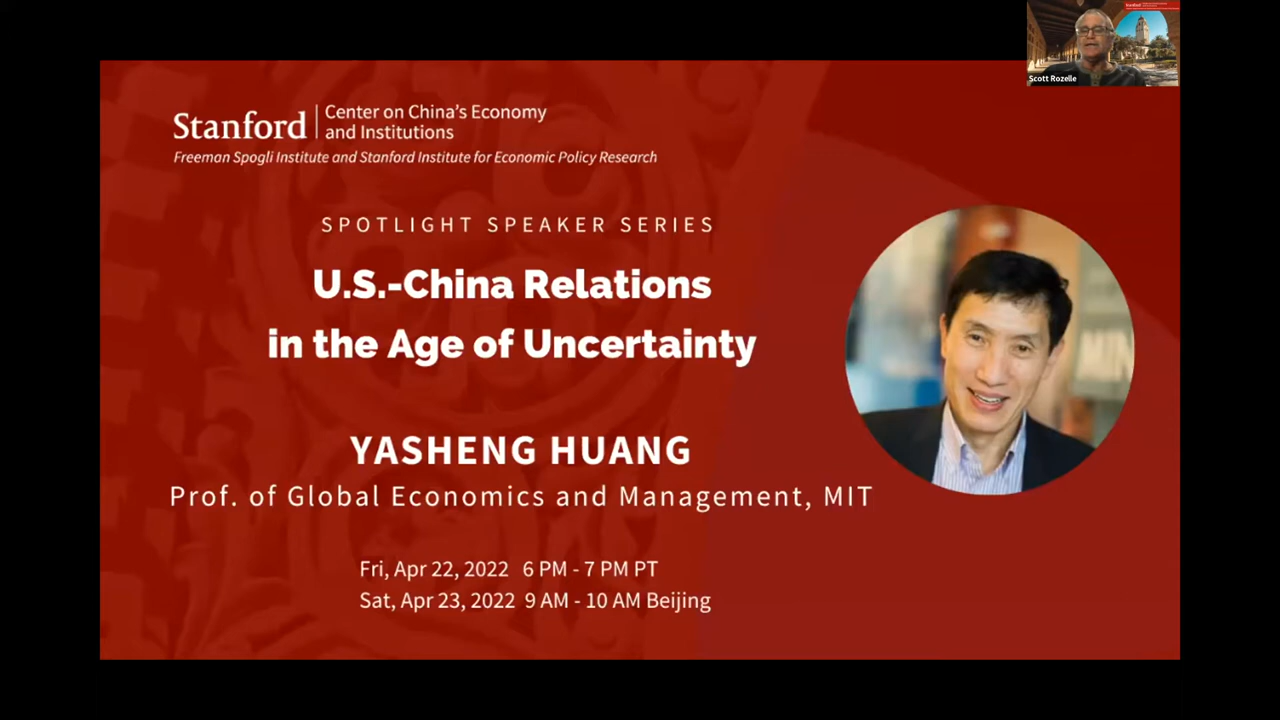 Scott Rozelle
Stanford
Center on China's Economy
and Institutions
Freeman Spogli Institute and Stanford Institute for Economic Policy Research
SPOTLIGHT SPEAKER SERIES
U.S.-China Relations
in the Age of Uncertainty
YASHENG HUANG
Prof. of Global Economics and Management, MIT
Fri, Apr 22, 2022 6 PM - 7 PM PT
Sat, Apr 23, 2022 9 AM - 10 AM Beijing